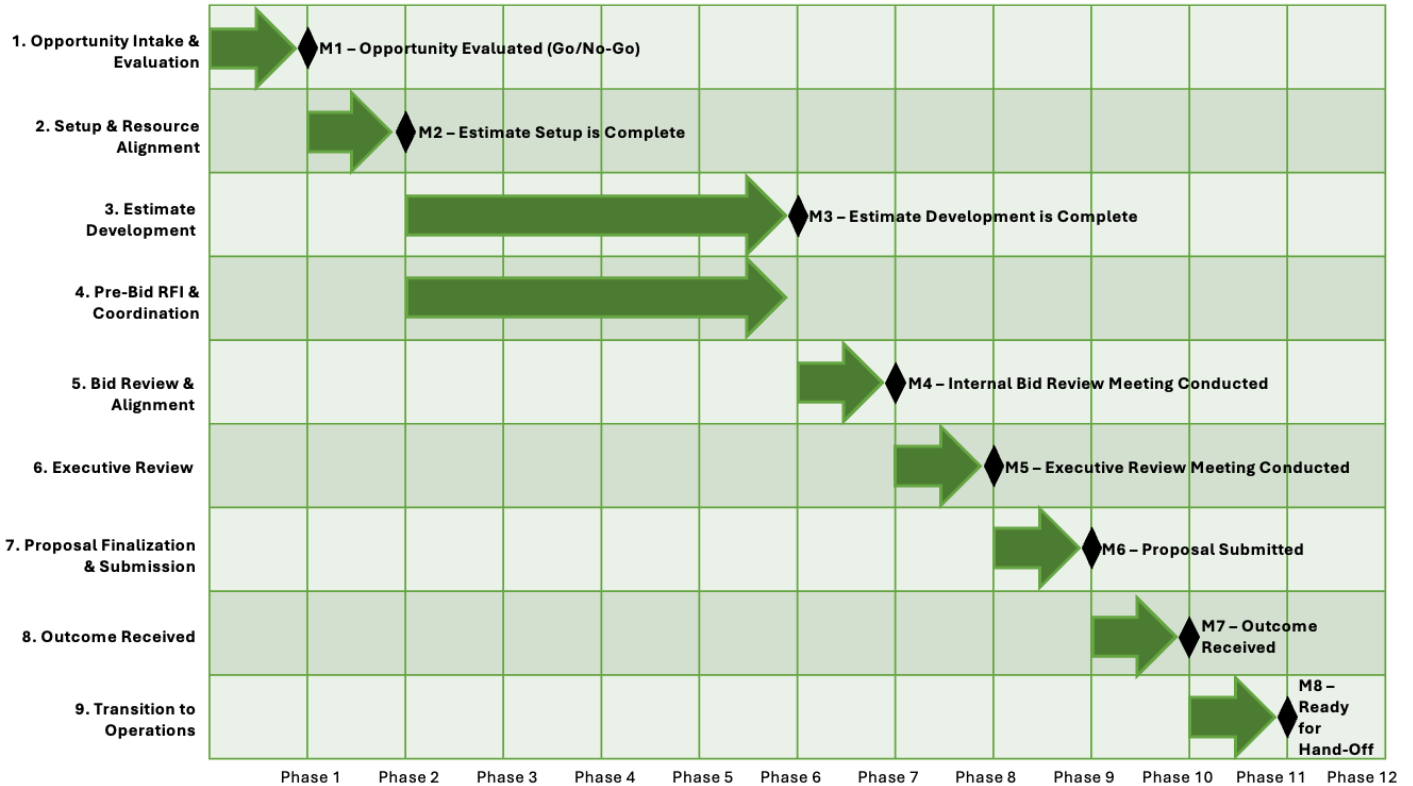 1. Opportunity Intake &
Evaluation
M1 – Opportunity Evaluated (Go/No-Go)
2. Setup & Resource
Alignment
M2 – Estimate Setup is Complete
3. Estimate
Development
M3 – Estimate Development is Complete
4. Pre-Bid RFI &
Coordination
5. Bid Review &
Alignment
M4 – Internal Bid Review Meeting Conducted
6. Executive Review
M5 – Executive Review Meeting Conducted
7. Proposal Finalization
& Submission
M6 – Proposal Submitted
8. Outcome Received
M7 – Outcome
Received
9. Transition to
Operations
M8 –
Ready
for
Hand-Off
Phase 1 Phase 2 Phase 3 Phase 4 Phase 5 Phase 6 Phase 7 Phase 8 Phase 9 Phase 10 Phase 11 Phase 12